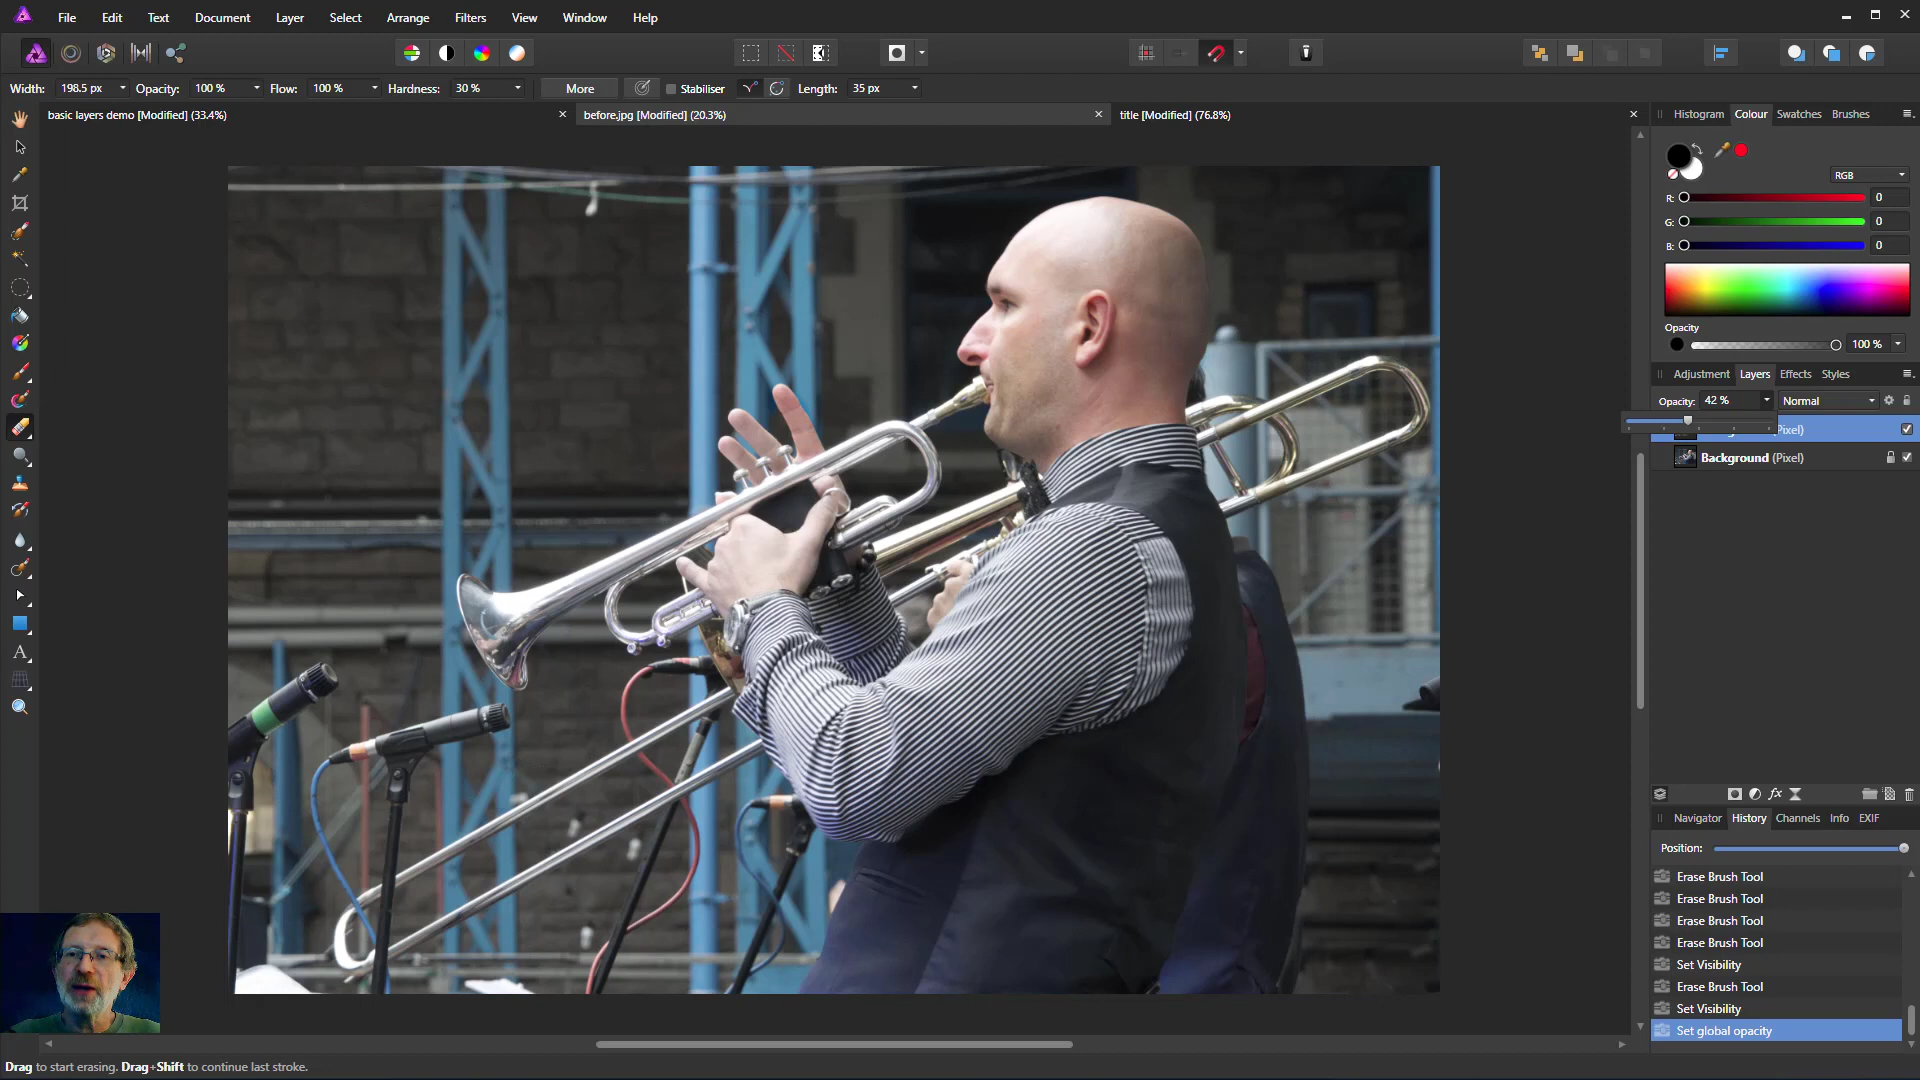 File Edit Text Document Layer Select Arrange Filters View Window Help
Width: 198.5 px Opacity: 100 % Flow: 100 % Hardness: 30 % More Stabiliser Length: 35 px
basic layers demo [Modified] (33.4%) before.jpg [Modified] (20.3%) title [Modified] (76.8%)
Histogram Colour Swatches Brushes
RGB
R: 0
G: 0
B: 0
Opacity
100 %
Adjustment Layers Effects Styles
Opacity: 42 % Normal
Pixel)
Background (Pixel)
Navigator History Channels Info EXIF
Position:
Erase Brush Tool
Erase Brush Tool
Erase Brush Tool
Erase Brush Tool
Set Visibility
Erase Brush Tool
Set Visibility
Set global opacity
Drag to start erasing. Drag+Shift to continue last stroke.